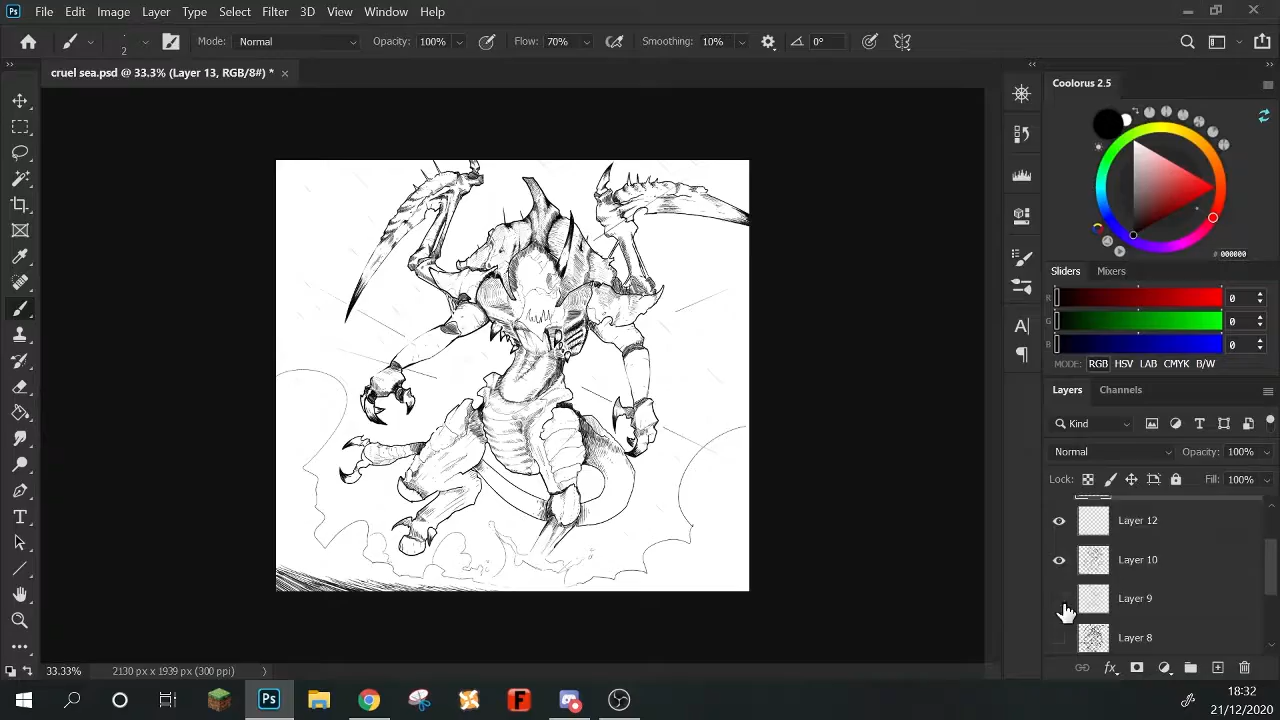 Ps File Edit Image Layer Type Select Filter 3D View Window Help
2 Mode: Normal Opacity: 100% Flow: 70% Smoothing: 10% 0°
cruel sea.psd @ 33.3% (Layer 13, RGB/8#) *
Coolorus 2.5
# 000000
Sliders Mixers
R 0
G 0
B 0
MODE: RGB HSV LAB CMYK B/W
Layers Channels
Kind
Normal Opacity: 100%
Lock: Fill: 100%
Layer 12
Layer 10
Layer 9
Layer 8
33.33% 2130 px x 1939 px (300 ppi)
Ps F 18:32
21/12/2020